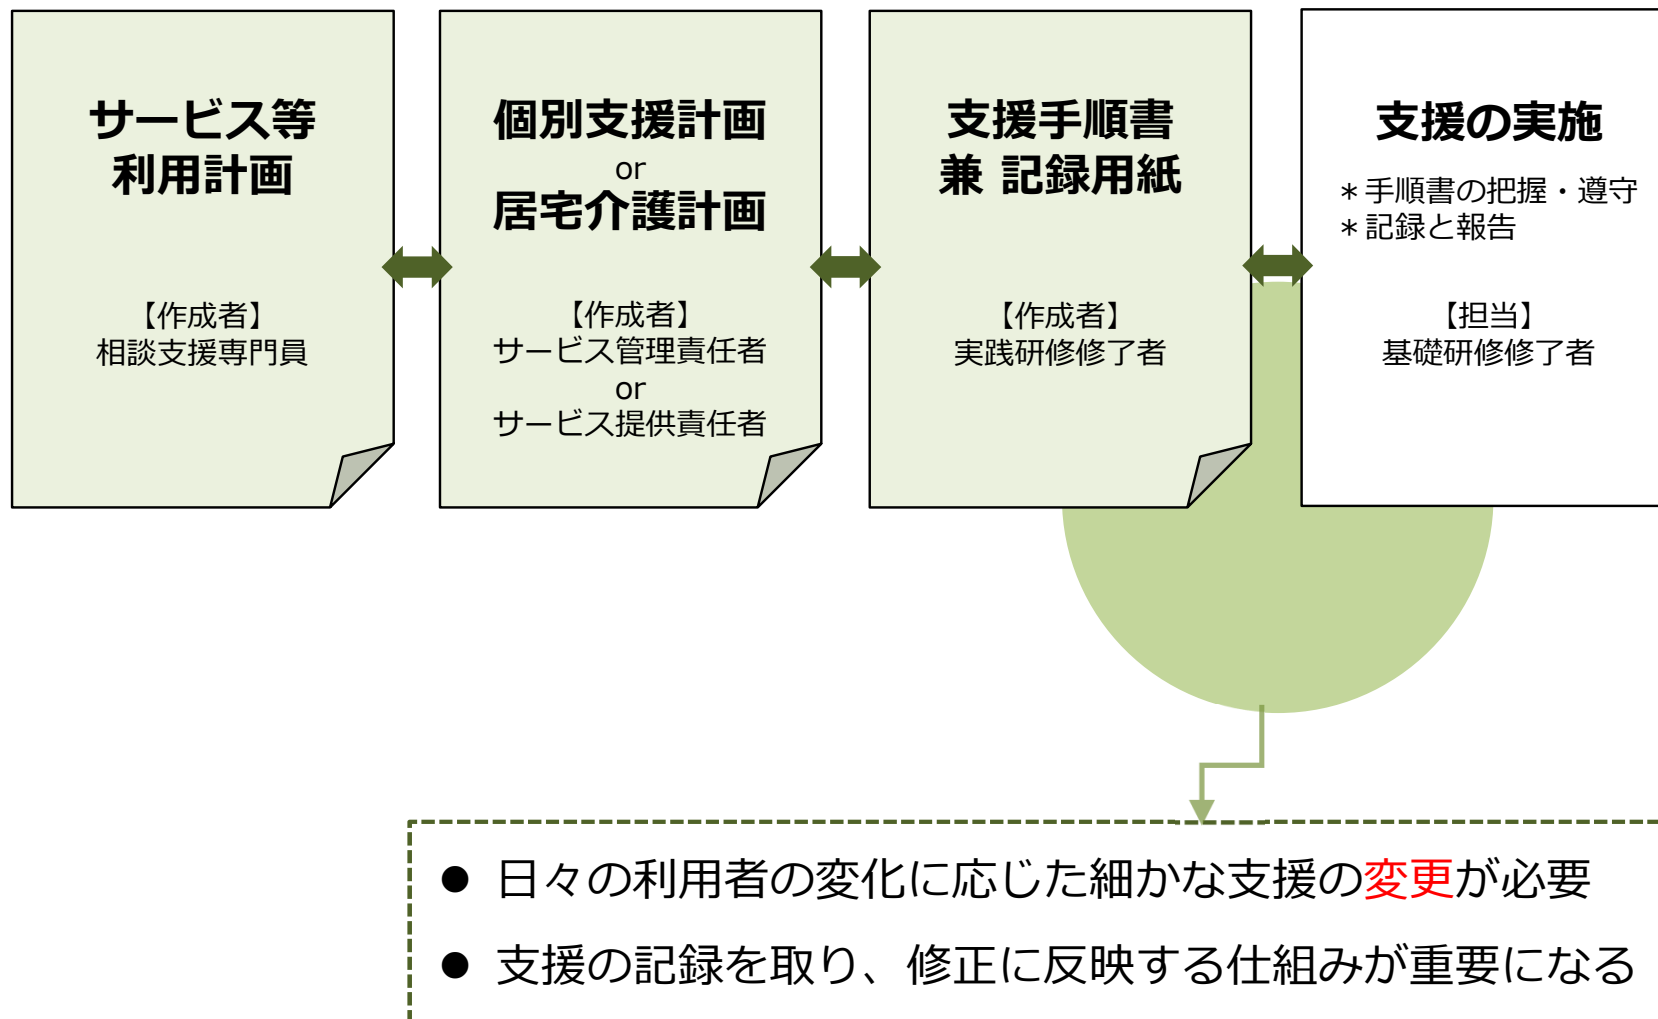 サービス等
利用計画
【作成者】
相談支援専門員
個別支援計画
or
居宅介護計画
【作成者】
サービス管理責任者
or
サービス提供責任者
支援手順書
兼 記録用紙
【作成者】
実践研修修了者
支援の実施
＊手順書の把握・遵守
＊記録と報告
【担当】
基礎研修修了者
● 日々の利用者の変化に応じた細かな支援の変更が必要
● 支援の記録を取り、修正に反映する仕組みが重要になる